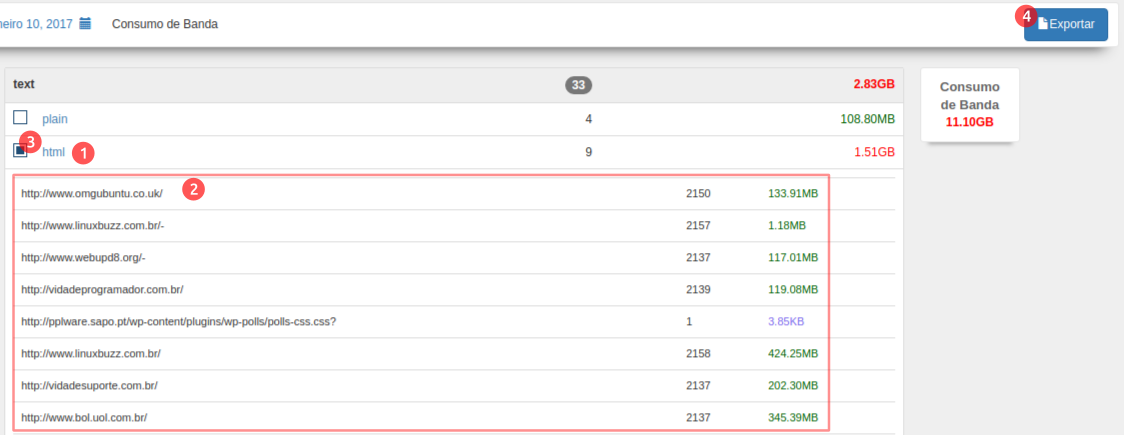 neiro 10, 2017 Consumo de Banda 4 Exportar
text 33 2.83GB
Consumo
de Banda
11.10GB
plain 4 108.80MB
3 html 1 9 1.51GB
http://www.omgubuntu.co.uk/ 2 2150 133.91MB
http://www.linuxbuzz.com.br/- 2157 1.18MB
http://www.webupd8.org/- 2137 117.01MB
http://vidadeprogramador.com.br/ 2139 119.08MB
http://pplware.sapo.pt/wp-content/plugins/wp-polls/polls-css.css? 1 3.85KB
http://www.linuxbuzz.com.br/ 2158 424.25MB
http://vidadesuporte.com.br/ 2137 202.30MB
http://www.bol.uol.com.br/ 2137 345.39MB